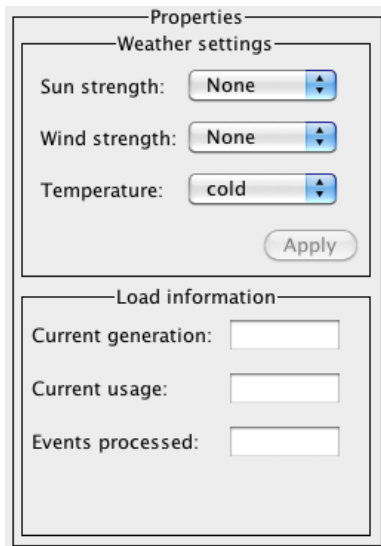 Properties
Weather settings
Sun strength: None
Wind strength: None
Temperature: cold
Apply
Load information
Current generation:
Current usage:
Events processed: